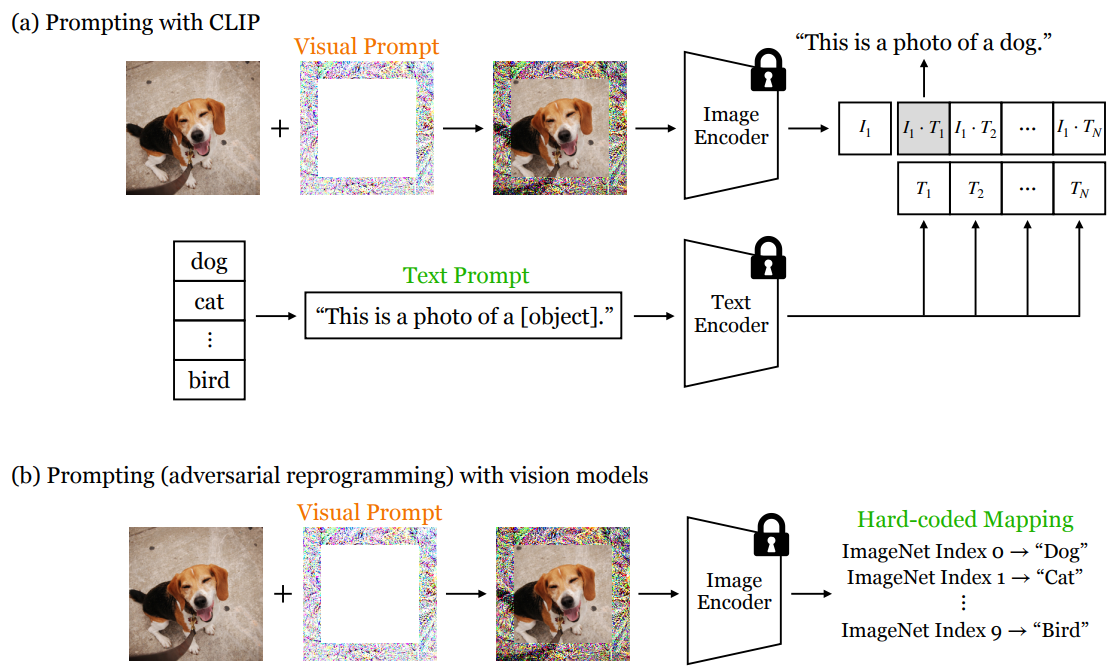 (a) Prompting with CLIP
Visual Prompt
“This is a photo of a dog.”
Image
Encoder
I₁
I₁ · T₁
I₁ · T₂
···
I₁ · T_N
T₁
T₂
···
T_N
dog
cat
⋮
bird
Text Prompt
“This is a photo of a [object].”
Text
Encoder
(b) Prompting (adversarial reprogramming) with vision models
Visual Prompt
Image
Encoder
Hard-coded Mapping
ImageNet Index 0 → “Dog”
ImageNet Index 1 → “Cat”
⋮
ImageNet Index 9 → “Bird”